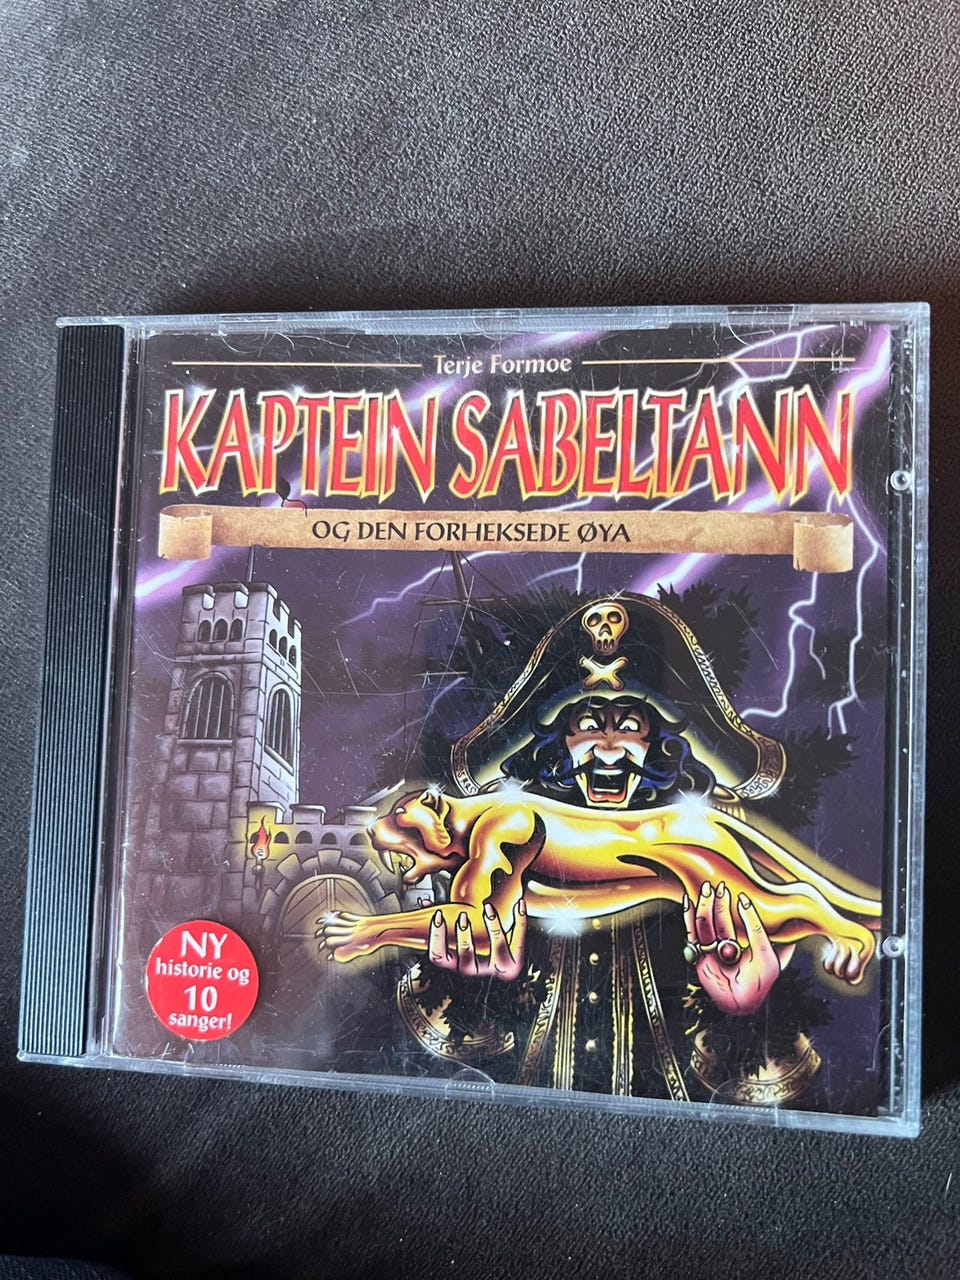 Terje Formoe
KAPTEIN SABELTANN
OG DEN FORHEKSEDE ØYA
NY
historie og
10
sanger!